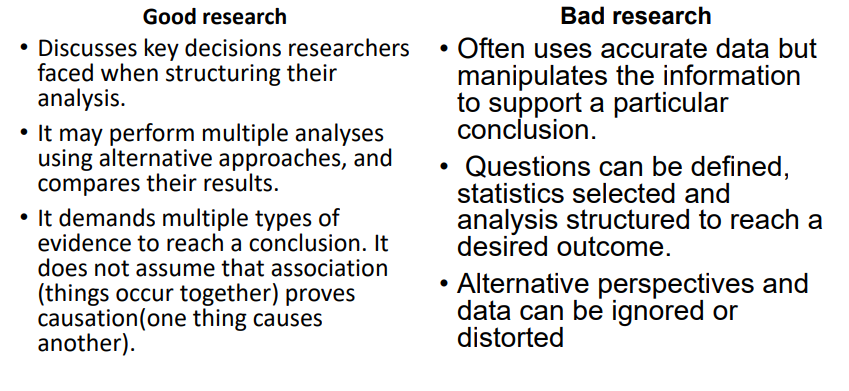 Good research
• Discusses key decisions researchers
faced when structuring their
analysis.
• It may perform multiple analyses
using alternative approaches, and
compares their results.
• It demands multiple types of
evidence to reach a conclusion. It
does not assume that association
(things occur together) proves
causation(one thing causes
another).
Bad research
• Often uses accurate data but
manipulates the information
to support a particular
conclusion.
• Questions can be defined,
statistics selected and
analysis structured to reach a
desired outcome.
• Alternative perspectives and
data can be ignored or
distorted